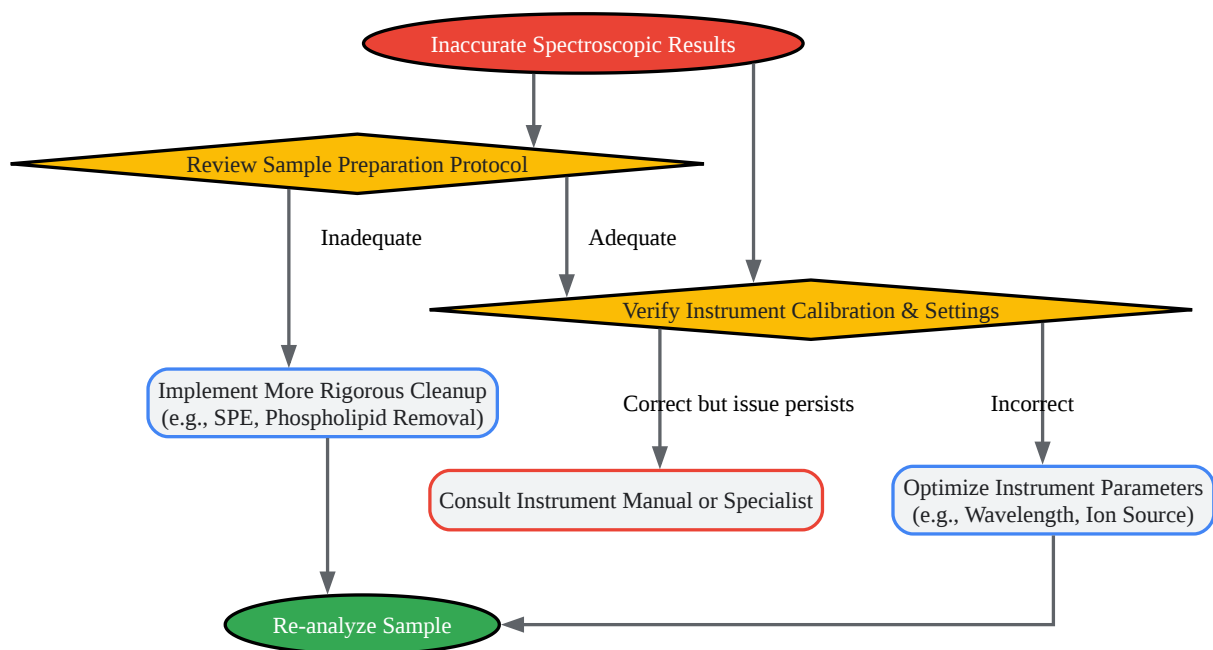 Inaccurate Spectroscopic Results
Review Sample Preparation Protocol
Inadequate
Adequate
Verify Instrument Calibration & Settings
Implement More Rigorous Cleanup
(e.g., SPE, Phospholipid Removal)
Correct but issue persists
Incorrect
Consult Instrument Manual or Specialist
Optimize Instrument Parameters
(e.g., Wavelength, Ion Source)
Re-analyze Sample